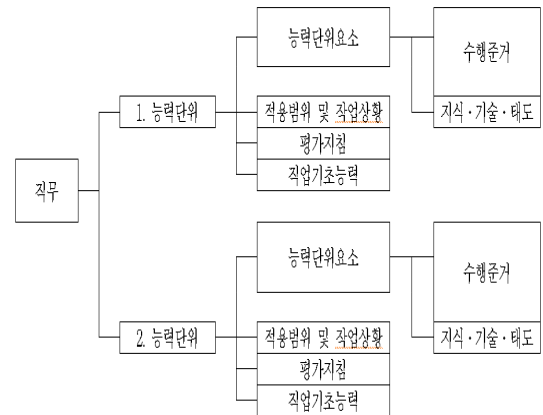 능력단위요소
수행준거
1. 능력단위
적용범위 및 작업상황
지식·기술·태도
평가지침
직업기초능력
직무
능력단위요소
수행준거
2. 능력단위
적용범위 및 작업상황
지식·기술·태도
평가지침
직업기초능력